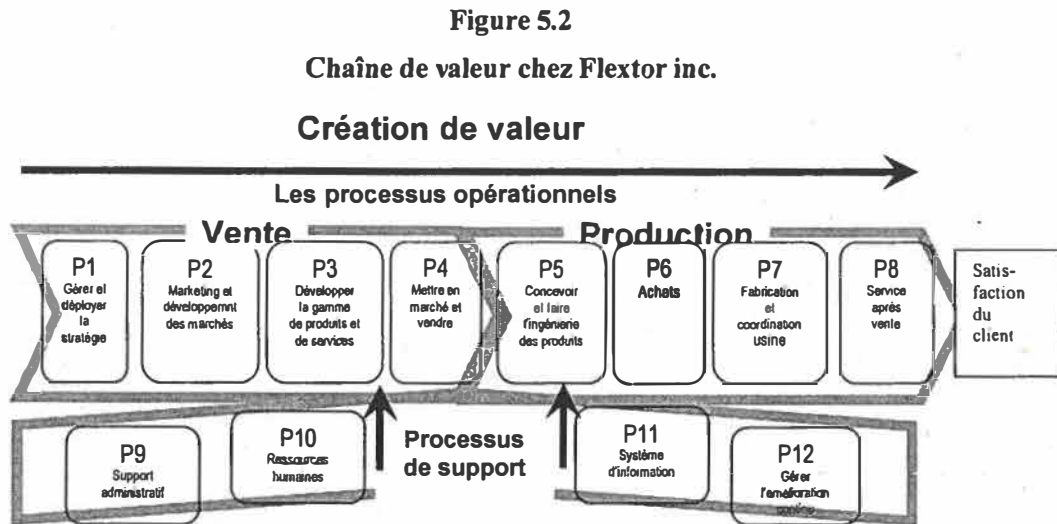 Figure 5.2
Chaîne de valeur chez Flextor inc.
Création de valeur
Les processus opérationnels
Vente
Production
P1
Gérer et
déployer
la
stratégie
P2
Marketing et
développemnt
des marchés
P3
Développer
la gamme
de produits et
de services
P4
Mettre en
marché et
vendre
P5
Concevoir
et faire
l'ingénierie
des produits
P6
Achats
P7
Fabrication
et
coordination
usine
P8
Service
après
vente
Satis-
faction
du
client
P9
Support
administratif
P10
Ressources
humaines
Processus
de support
P11
Système
d'information
P12
Gérer
l'amélioration